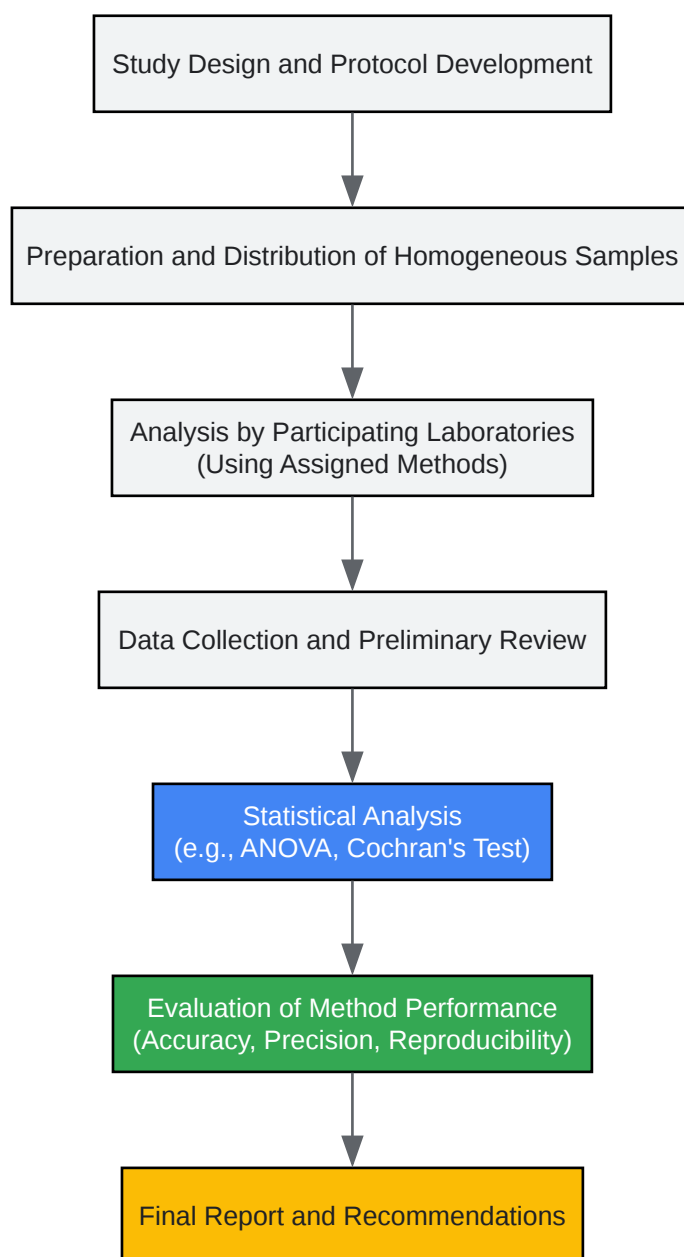 Study Design and Protocol Development
Preparation and Distribution of Homogeneous Samples
Analysis by Participating Laboratories
(Using Assigned Methods)
Data Collection and Preliminary Review
Statistical Analysis
(e.g., ANOVA, Cochran's Test)
Evaluation of Method Performance
(Accuracy, Precision, Reproducibility)
Final Report and Recommendations